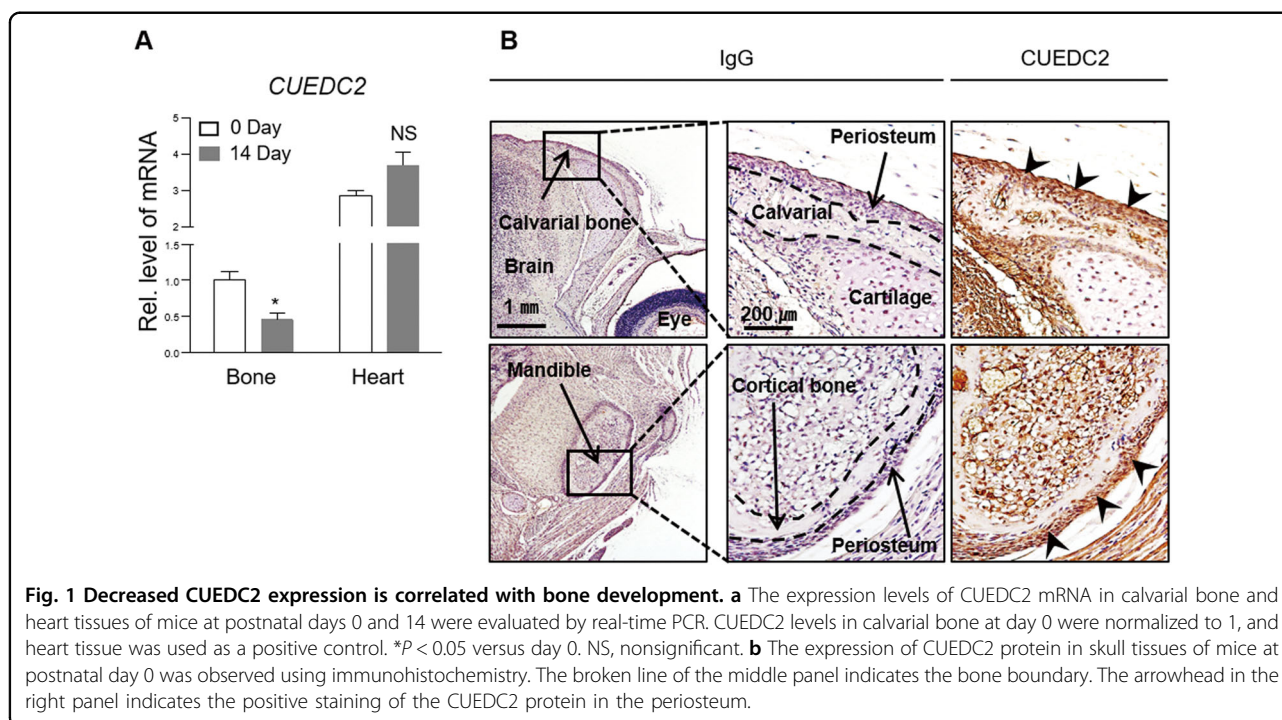 A
CUEDC2
0 Day
14 Day
NS
Rel. level of mRNA
5
4
3
2
1.5
1.0
0.5
0.0
*
Bone
Heart
B
IgG
CUEDC2
Calvarial bone
Brain
1 mm
Eye
Periosteum
Calvarial
Cartilage
200 μm
Mandible
Cortical bone
Periosteum
Fig. 1 Decreased CUEDC2 expression is correlated with bone development. a The expression levels of CUEDC2 mRNA in calvarial bone and
heart tissues of mice at postnatal days 0 and 14 were evaluated by real-time PCR. CUEDC2 levels in calvarial bone at day 0 were normalized to 1, and
heart tissue was used as a positive control. *P < 0.05 versus day 0. NS, nonsignificant. b The expression of CUEDC2 protein in skull tissues of mice at
postnatal day 0 was observed using immunohistochemistry. The broken line of the middle panel indicates the bone boundary. The arrowhead in the
right panel indicates the positive staining of the CUEDC2 protein in the periosteum.